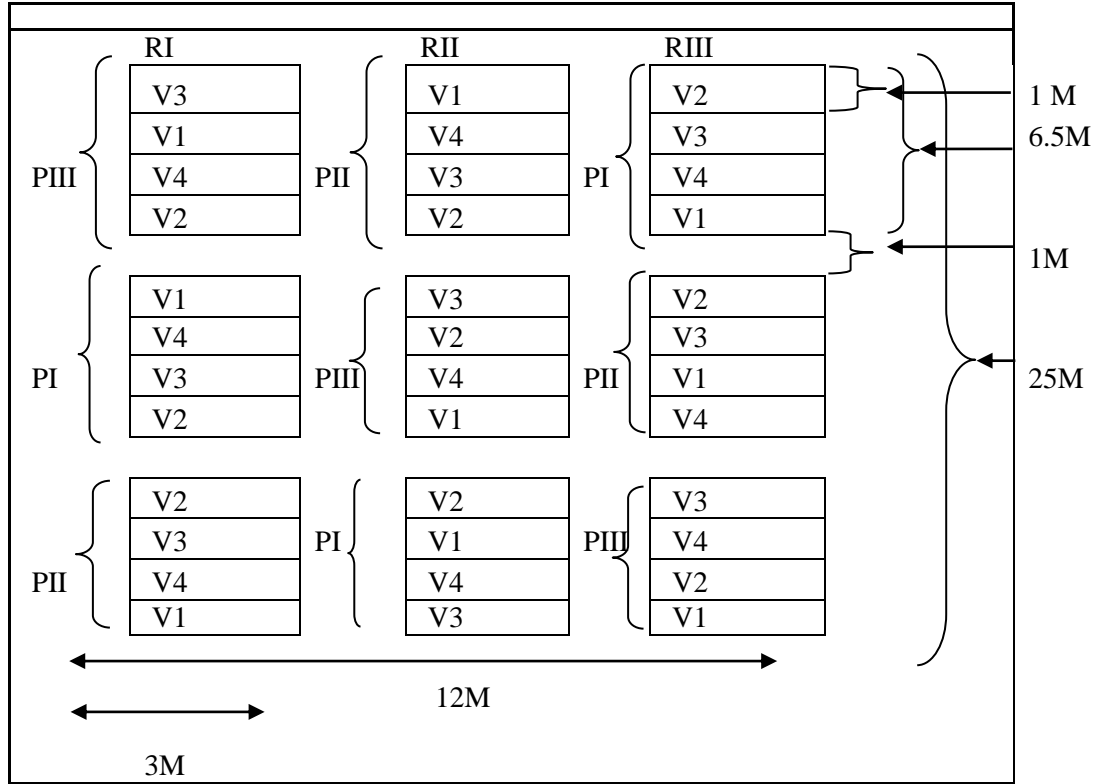 RI RII RIII
V3 V1 V2 1 M
V1 V4 V3 6.5M
PIII V4 PII V3 PI V4
V2 V2 V1
1M
V1 V3 V2
V4 V2 V3
PI V3 PIII V4 PII V1 25M
V2 V1 V4
V2 V2 V3
V3 PI V1 PIII V4
PII V4 V4 V2
V1 V3 V1
12M
3M